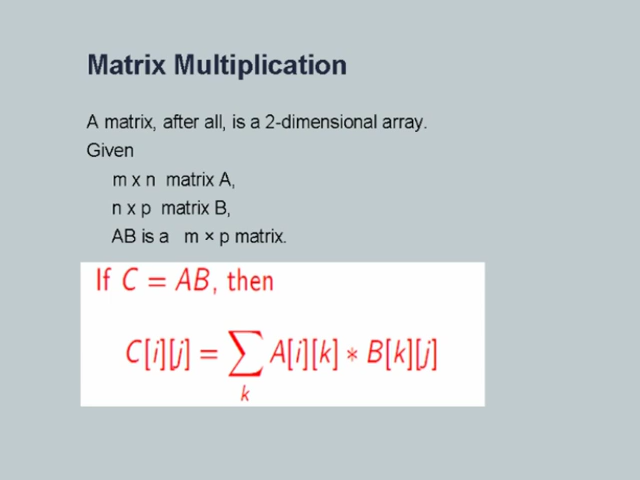 Matrix Multiplication
A matrix, after all, is a 2-dimensional array.
Given
m x n matrix A,
n x p matrix B,
AB is a m × p matrix.
If C = AB, then
C[i][j] = ∑ A[i][k] ∗ B[k][j]
k